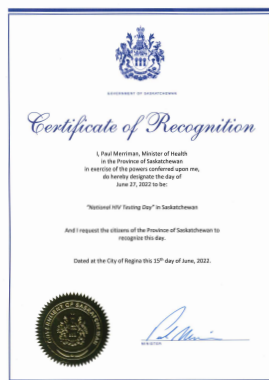 GOVERNMENT OF SASKATCHEWAN
Certificate of Recognition
I, Paul Merriman, Minister of Health
in the Province of Saskatchewan
in exercise of the powers conferred upon me,
do hereby designate the day of
June 27, 2022 to be:
"National HIV Testing Day" in Saskatchewan
And I request the citizens of the Province of Saskatchewan to
recognize this day.
Dated at the City of Regina this 15th day of June, 2022.
MINISTER
GOVERNMENT OF SASKATCHEWAN